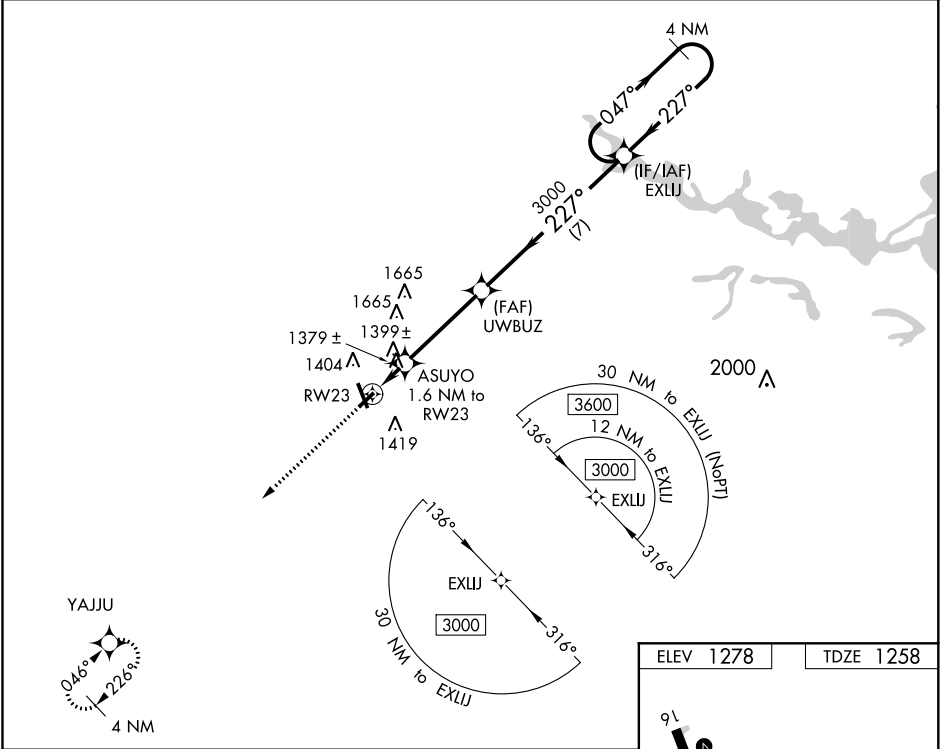 4 NM
047°
227°
(IF/IAF)
EXLIJ
3000
227°
(7)
(FAF)
UWBUZ
1665
1665
1399±
1379 ±
1404
ASUYO
1.6 NM to
RW23
RW23
1419
2000
30 NM to EXLIJ (NoPT)
3600
136°
12 NM to EXLIJ
3000
EXLIJ
316°
136°
EXLIJ
3000
316°
30 NM to EXLIJ
YAJJU
046°
226°
4 NM
ELEV 1278
TDZE 1258
16
A